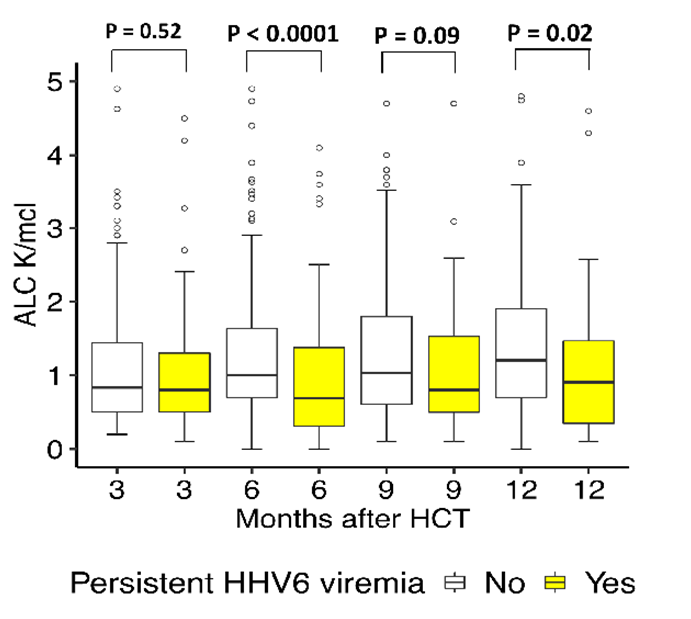 P = 0.52
P < 0.0001
P = 0.09
P = 0.02
ALC K/mcl
5
4
3
2
1
0
3 3 6 6 9 9 12 12
Months after HCT
Persistent HHV6 viremia No Yes